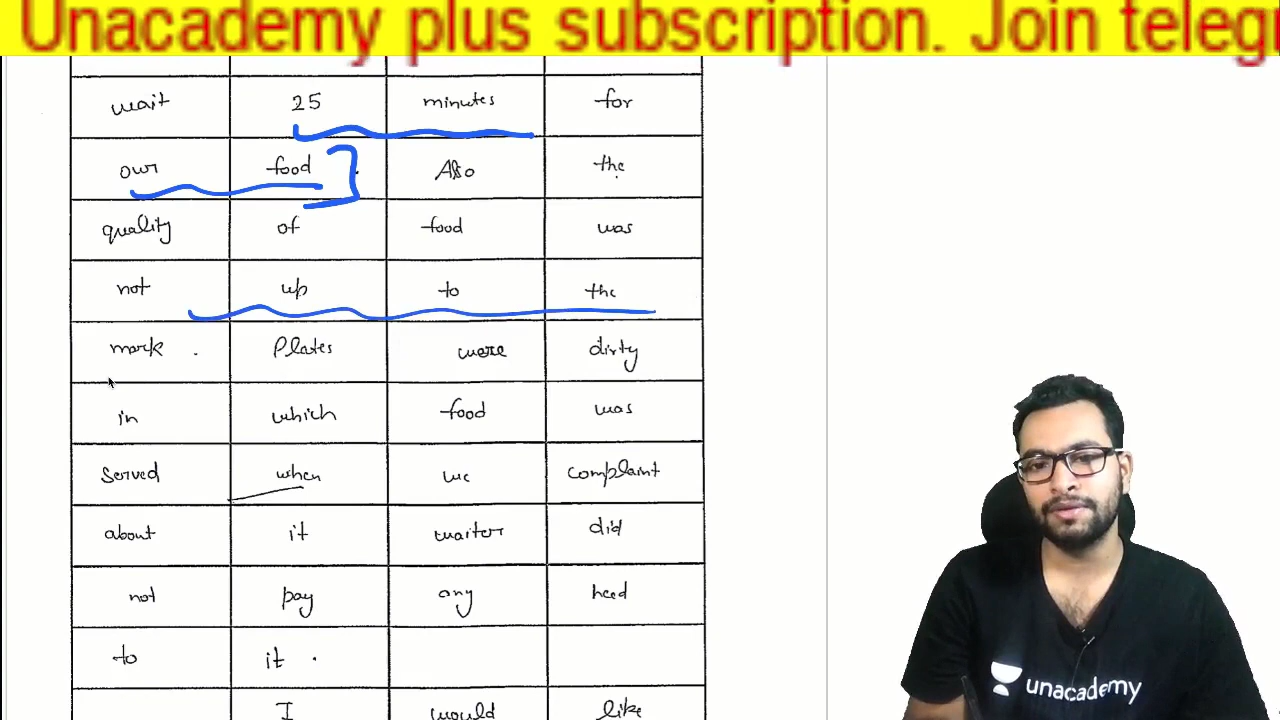 Unacademy plus subscription. Join telegr
wait 25 minutes for
our food Also the
quality of food was
not up to the
mark . Plates were dirty
in which food was
served when we complaint
about it waiter did
not pay any heed
to it .
I would like
unacademy